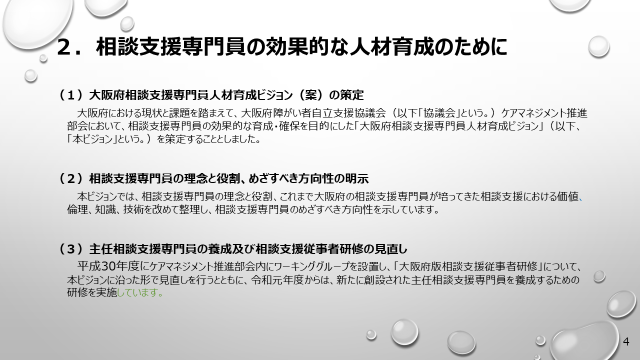 ２．相談支援専門員の効果的な人材育成のために
（１）大阪府相談支援専門員人材育成ビジョン（案）の策定
大阪府における現状と課題を踏まえて、大阪府障がい者自立支援協議会（以下「協議会」という。）ケアマネジメント推進
部会において、相談支援専門員の効果的な育成・確保を目的にした「大阪府相談支援専門員人材育成ビジョン」（以下、
「本ビジョン」という。）を策定することとしました。
（２）相談支援専門員の理念と役割、めざすべき方向性の明示
本ビジョンでは、相談支援専門員の理念と役割、これまで大阪府の相談支援専門員が培ってきた相談支援における価値、
倫理、知識、技術を改めて整理し、相談支援専門員のめざすべき方向性を示しています。
（３）主任相談支援専門員の養成及び相談支援従事者研修の見直し
平成30年度にケアマネジメント推進部会内にワーキンググループを設置し、「大阪府版相談支援従事者研修」について、
本ビジョンに沿った形で見直しを行うとともに、令和元年度からは、新たに創設された主任相談支援専門員を養成するための
研修を実施しています。
4